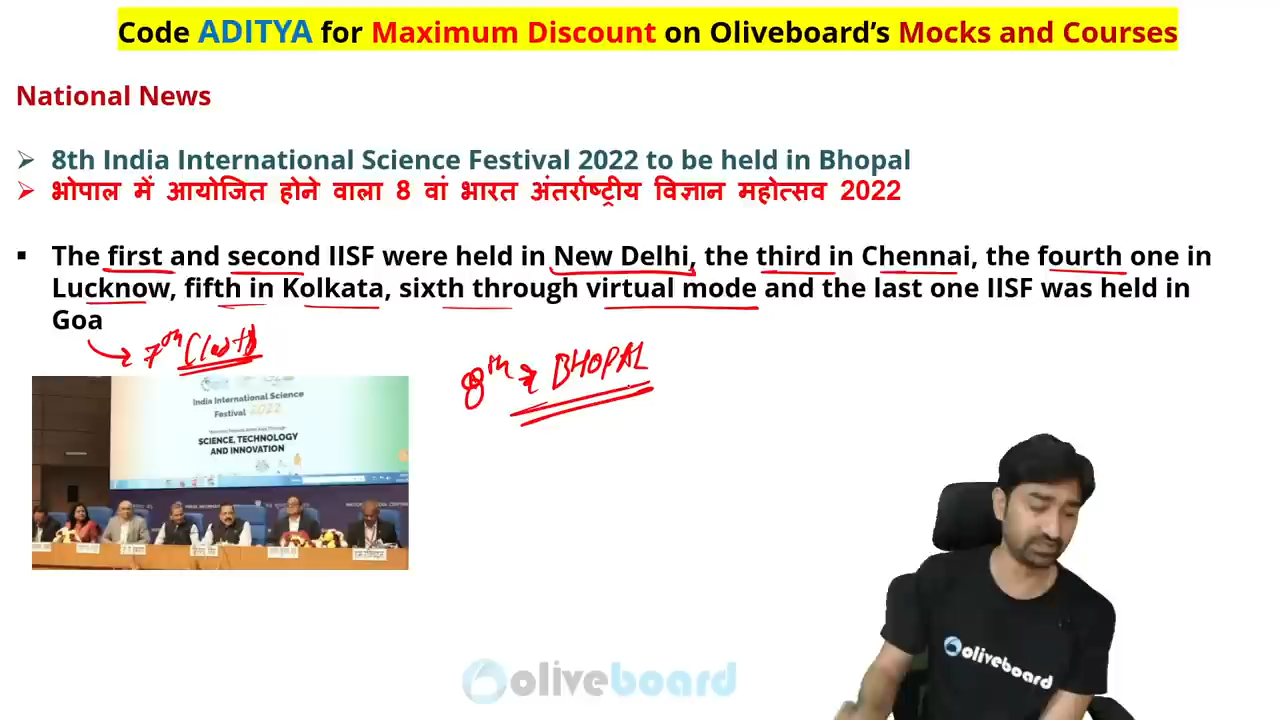 Code ADITYA for Maximum Discount on Oliveboard’s Mocks and Courses
National News
8th India International Science Festival 2022 to be held in Bhopal
भोपाल में आयोजित होने वाला 8 वां भारत अंतर्राष्ट्रीय विज्ञान महोत्सव 2022
The first and second IISF were held in New Delhi, the third in Chennai, the fourth one in
Lucknow, fifth in Kolkata, sixth through virtual mode and the last one IISF was held in
Goa
7th (last)
8th BHOPAL
India International Science
Festival 2022
SCIENCE, TECHNOLOGY
AND INNOVATION
oliveboard
oliveboard